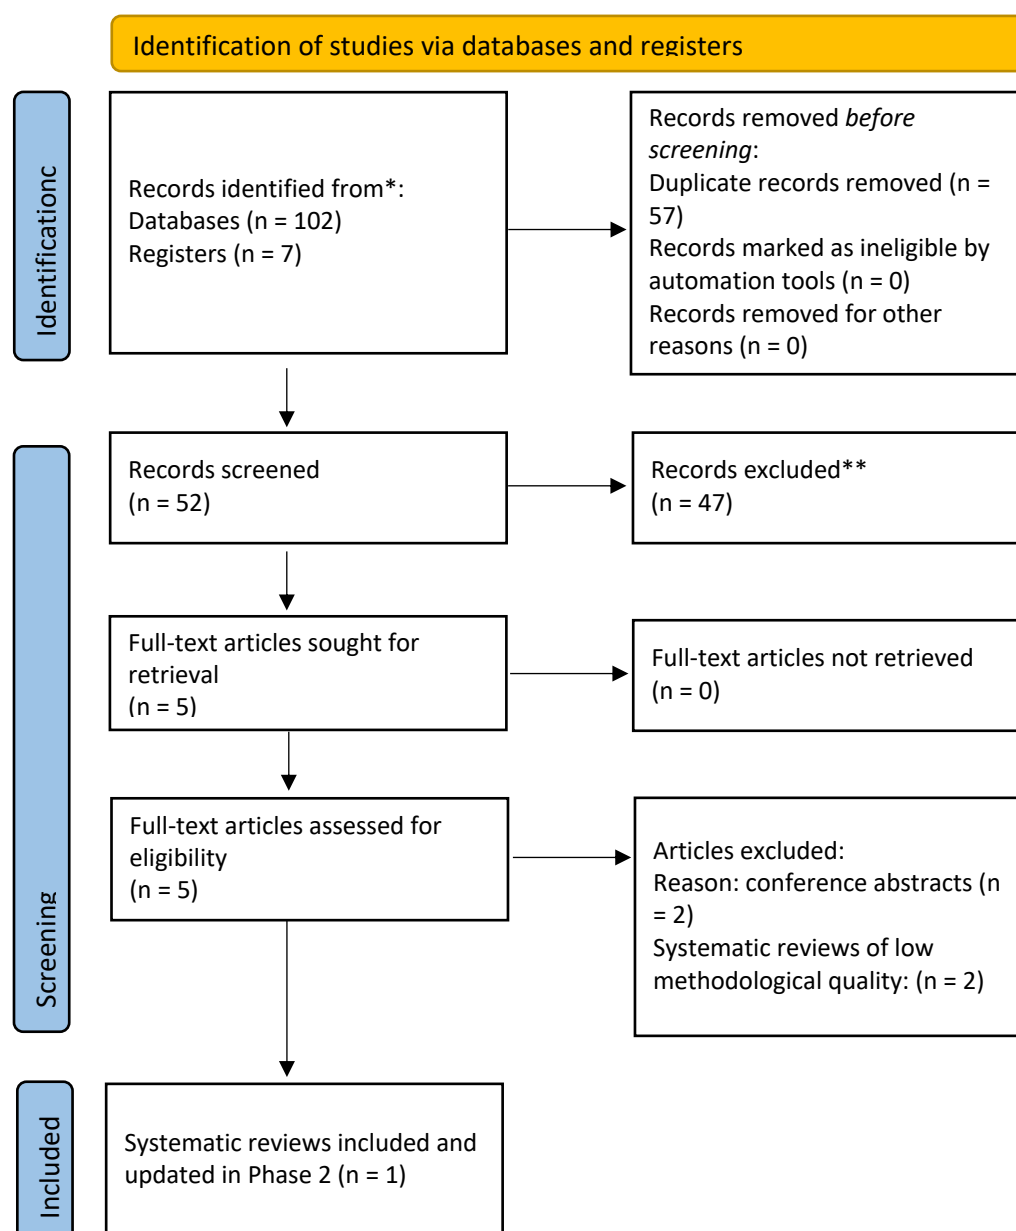 Identification of studies via databases and registers
Identificationc
Records identified from*:
Databases (n = 102)
Registers (n = 7)
Records removed before
screening:
Duplicate records removed (n =
57)
Records marked as ineligible by
automation tools (n = 0)
Records removed for other
reasons (n = 0)
Screening
Records screened
(n = 52)
Records excluded**
(n = 47)
Full-text articles sought for
retrieval
(n = 5)
Full-text articles not retrieved
(n = 0)
Full-text articles assessed for
eligibility
(n = 5)
Articles excluded:
Reason: conference abstracts (n
= 2)
Systematic reviews of low
methodological quality: (n = 2)
Included
Systematic reviews included and
updated in Phase 2 (n = 1)